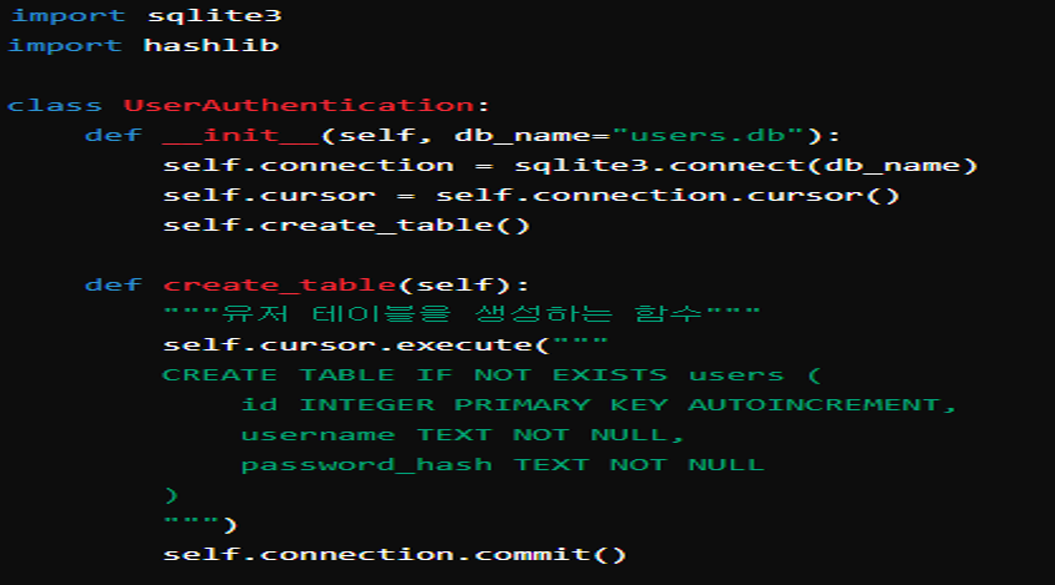 import sqlite3
import hashlib
class UserAuthentication:
def __init__(self, db_name="users.db"):
self.connection = sqlite3.connect(db_name)
self.cursor = self.connection.cursor()
self.create_table()
def create_table(self):
"""유저 테이블을 생성하는 함수"""
self.cursor.execute("""
CREATE TABLE IF NOT EXISTS users (
id INTEGER PRIMARY KEY AUTOINCREMENT,
username TEXT NOT NULL,
password_hash TEXT NOT NULL
)
""")
self.connection.commit()